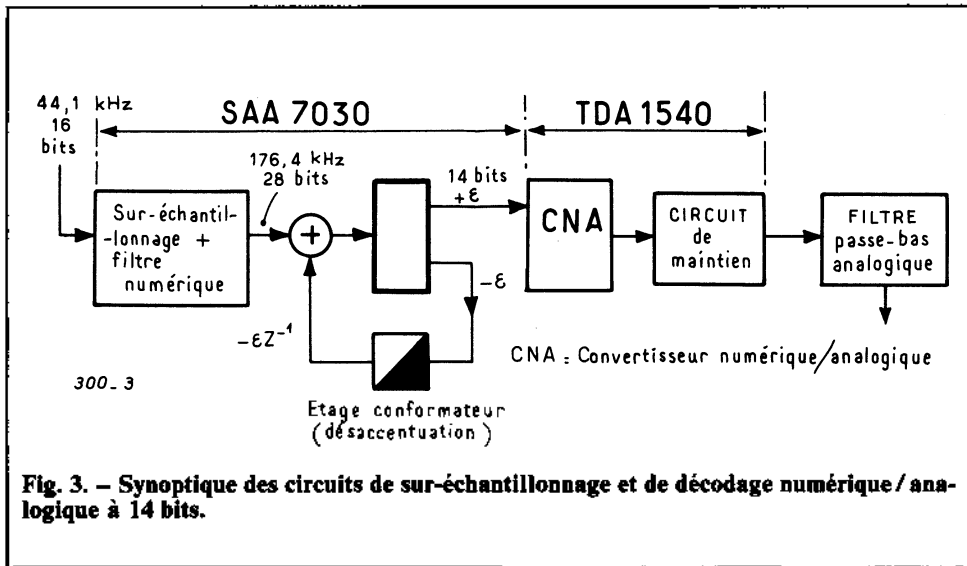 44,1 kHz
16
bits
SAA 7030
TDA 1540
176,4 kHz
28 bits
14 bits
+ε
Sur-échantil-
-lonnage +
filtre
numérique
+
CNA
CIRCUIT
de
maintien
FILTRE
passe-bas
analogique
-ε
-εZ⁻¹
CNA : Convertisseur numérique/analogique
300_3
Etage conformateur
(désaccentuation)
Fig. 3. – Synoptique des circuits de sur-échantillonnage et de décodage numérique / ana-
logique à 14 bits.